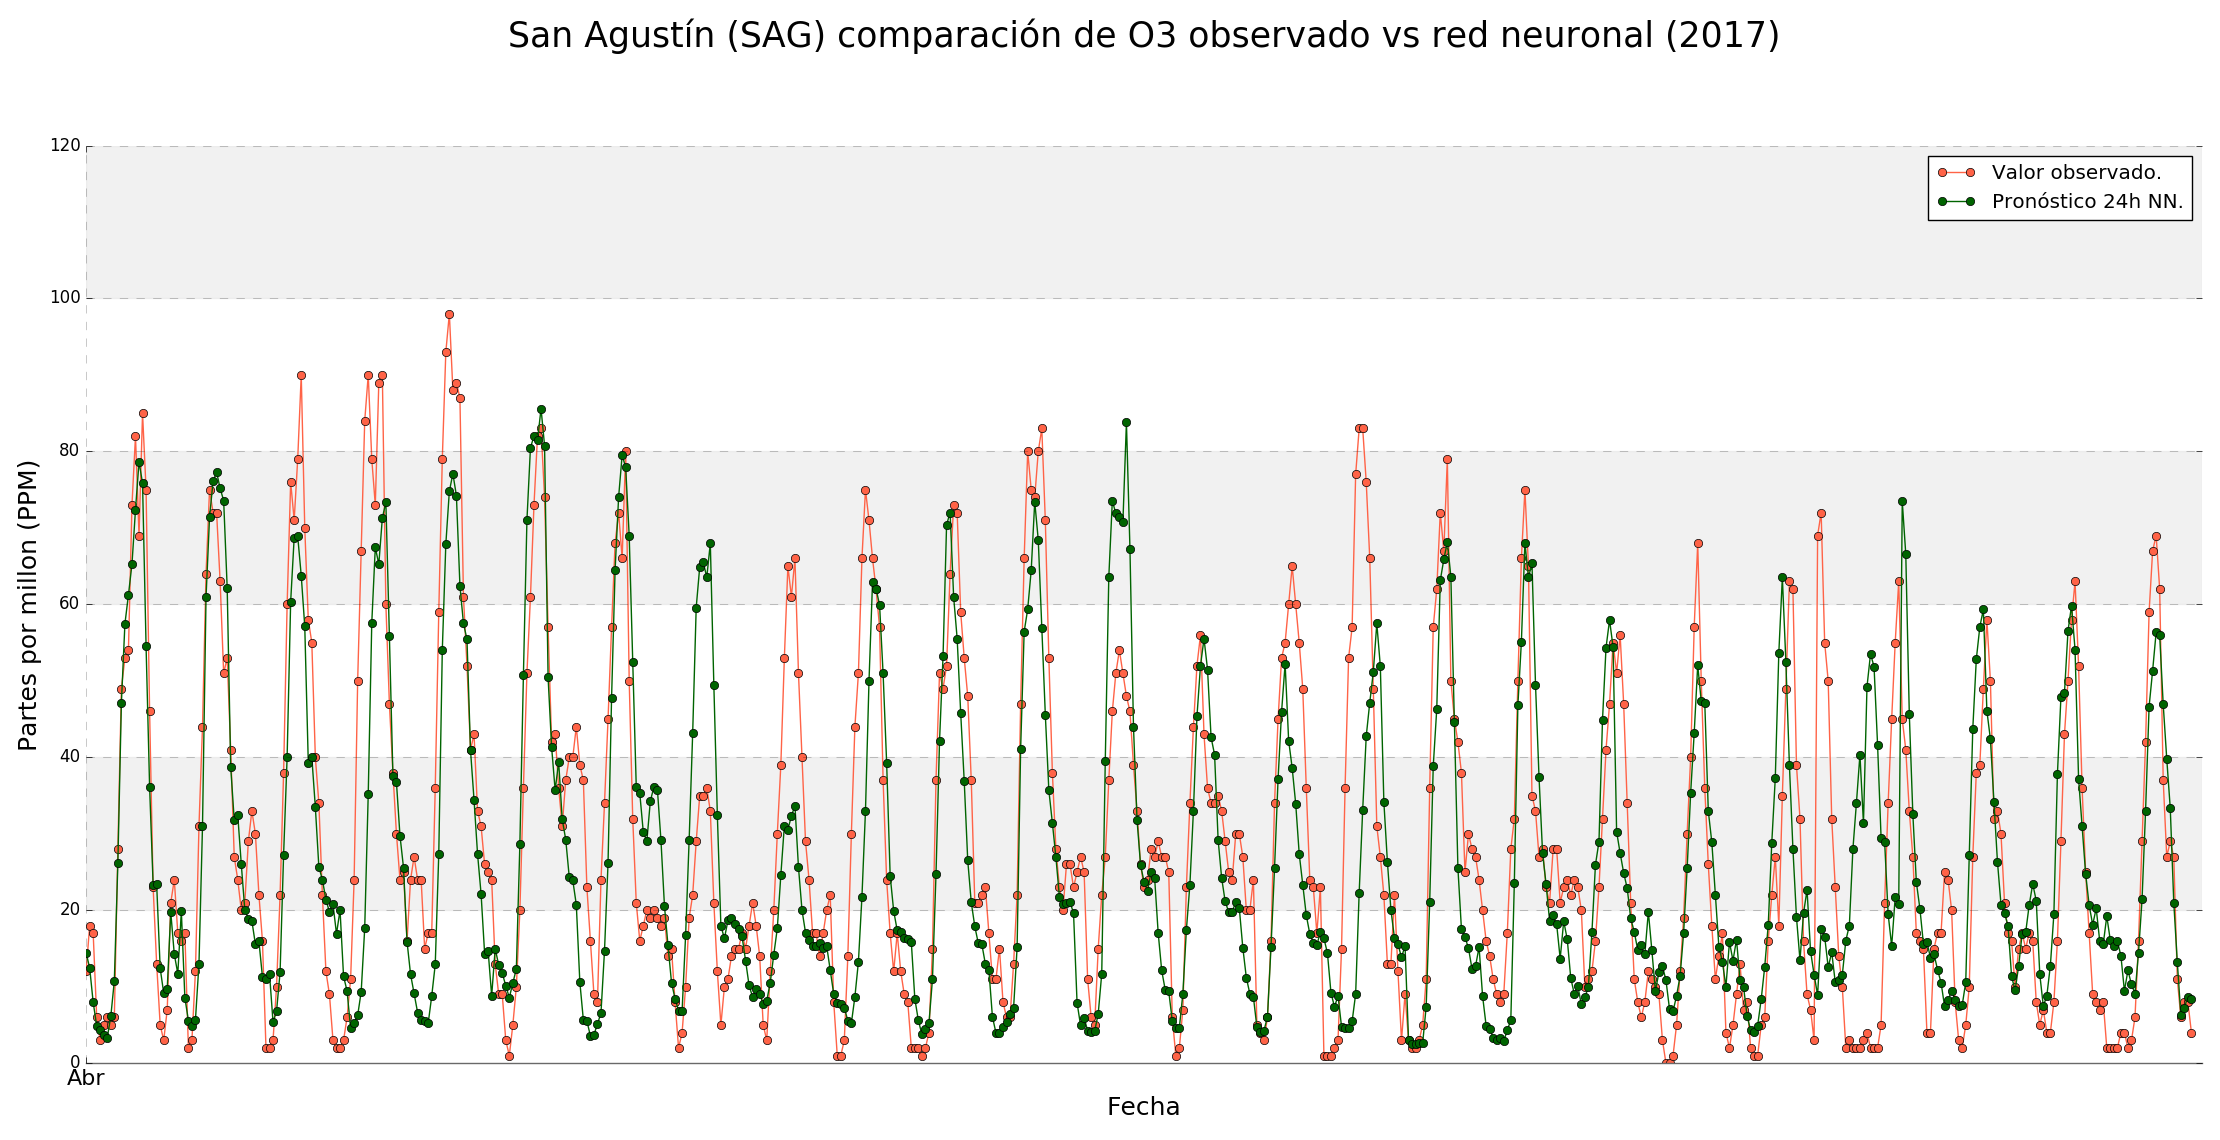 San Agustín (SAG) comparación de O3 observado vs red neuronal (2017)
120
100
80
60
40
20
0
Partes por millon (PPM)
Valor observado.
Pronóstico 24h NN.
Abr
Fecha